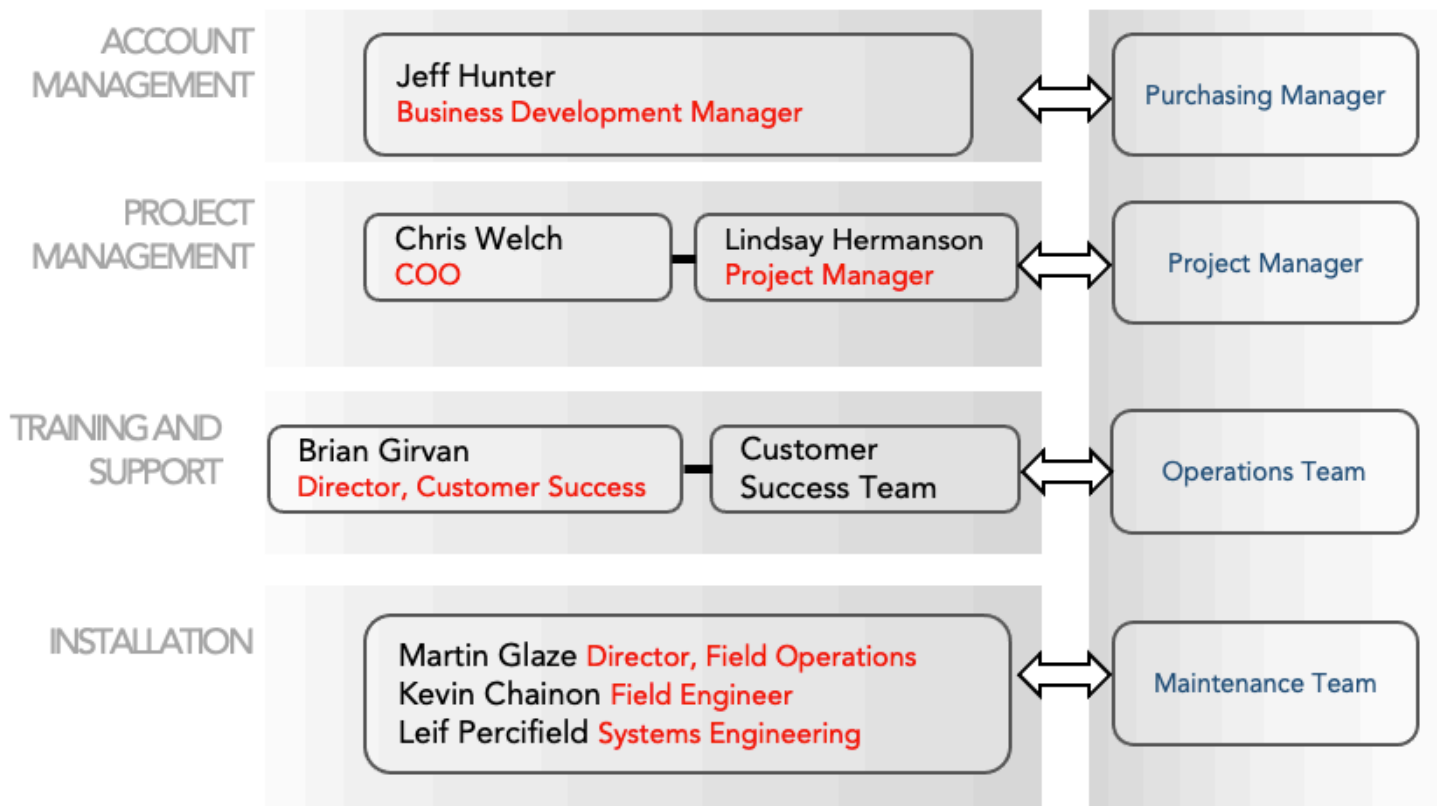 ACCOUNT
MANAGEMENT
Jeff Hunter
Business Development Manager
Purchasing Manager
PROJECT
MANAGEMENT
Chris Welch
COO
Lindsay Hermanson
Project Manager
Project Manager
TRAINING AND
SUPPORT
Brian Girvan
Director, Customer Success
Customer
Success Team
Operations Team
INSTALLATION
Martin Glaze Director, Field Operations
Kevin Chainon Field Engineer
Leif Percifield Systems Engineering
Maintenance Team